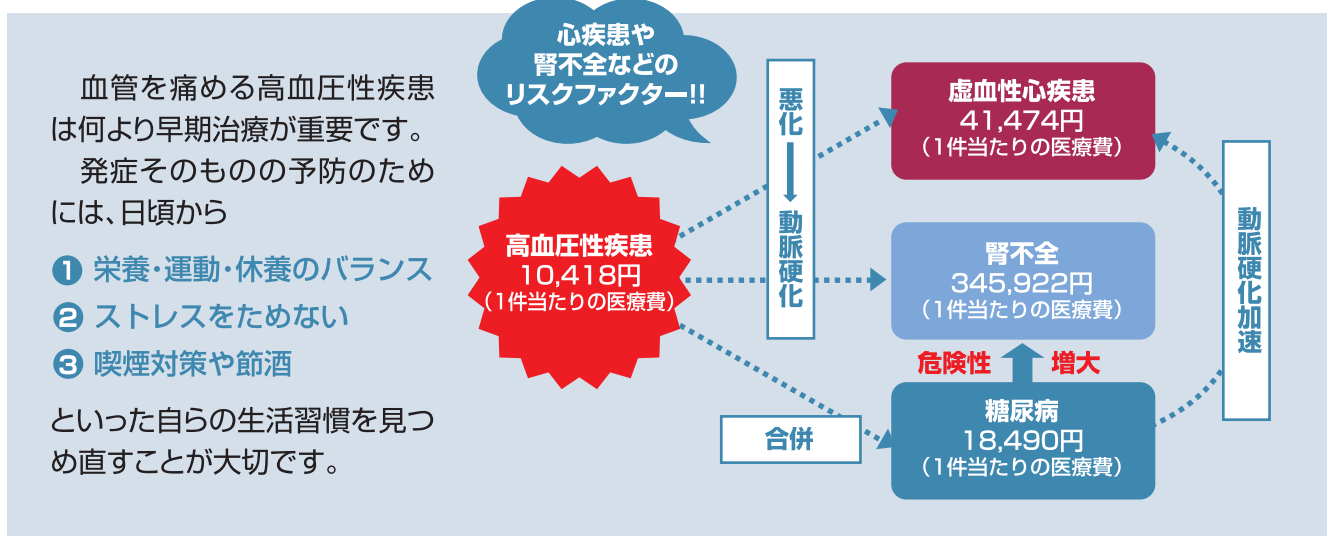 血管を痛める高血圧性疾患
は何より早期治療が重要です。
発症そのものの予防のため
には、日頃から
❶ 栄養・運動・休養のバランス
❷ ストレスをためない
❸ 喫煙対策や節酒
といった自らの生活習慣を見つ
め直すことが大切です。
心疾患や
腎不全などの
リスクファクター!!
高血圧性疾患
10,418円
（1件当たりの医療費）
悪化
動脈硬化
合併
虚血性心疾患
41,474円
（1件当たりの医療費）
腎不全
345,922円
（1件当たりの医療費）
危険性 増大
糖尿病
18,490円
（1件当たりの医療費）
動脈硬化加速